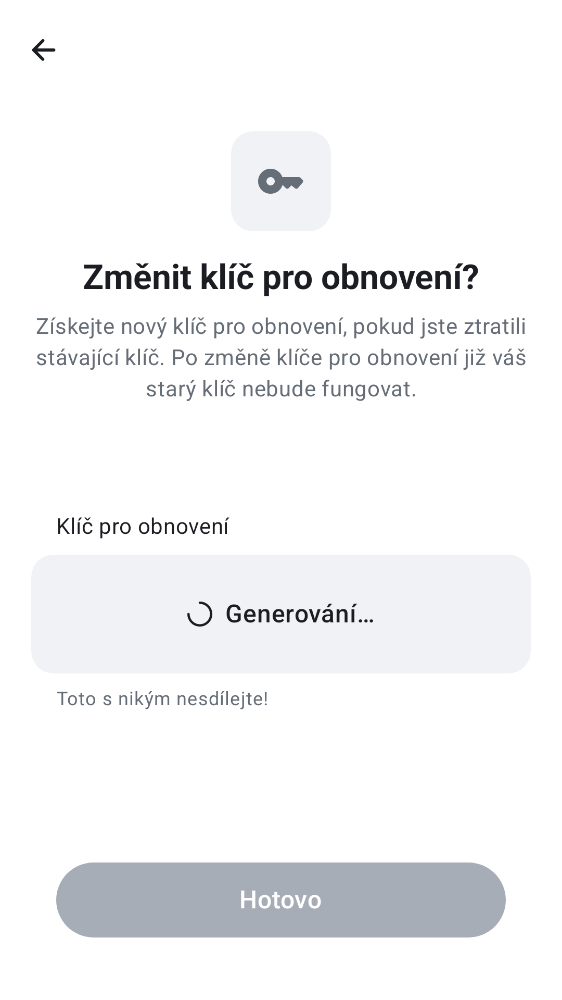 Změnit klíč pro obnovení?
Získejte nový klíč pro obnovení, pokud jste ztratili
stávající klíč. Po změně klíče pro obnovení již váš
starý klíč nebude fungovat.
Klíč pro obnovení
Generování…
Toto s nikým nesdílejte!
Hotovo